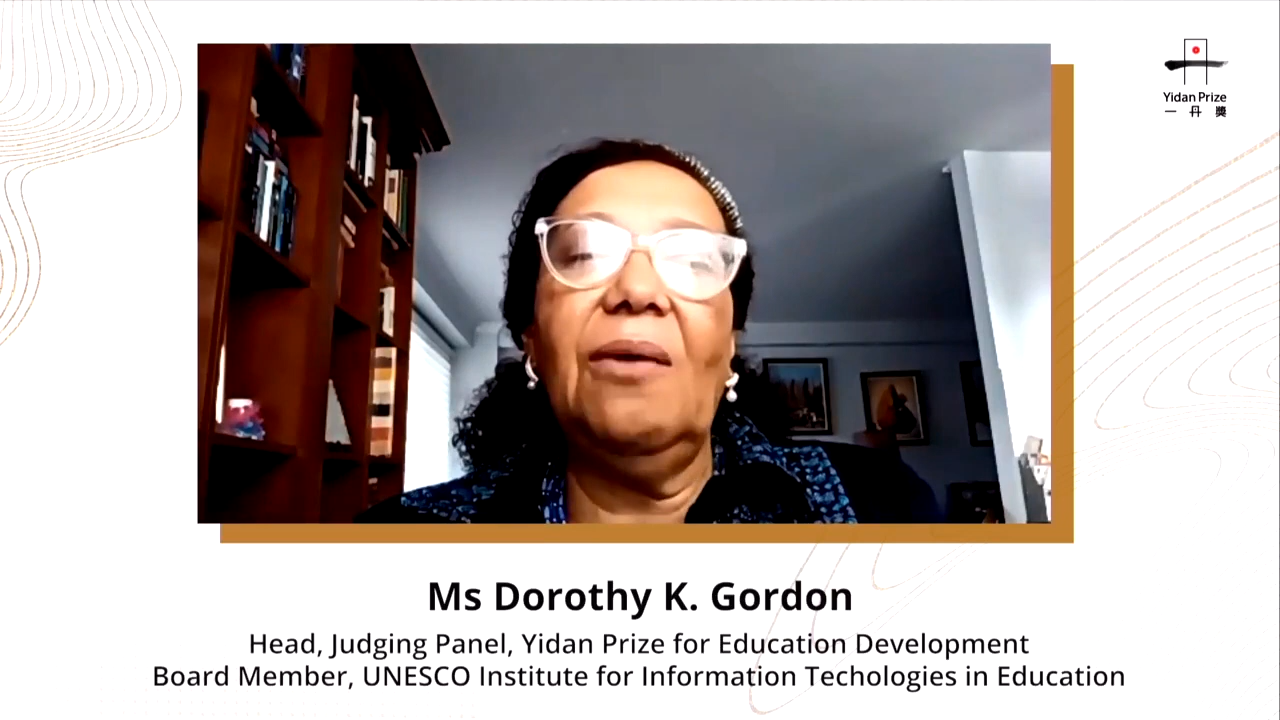 Yidan Prize
一 丹 獎
Ms Dorothy K. Gordon
Head, Judging Panel, Yidan Prize for Education Development
Board Member, UNESCO Institute for Information Techologies in Education